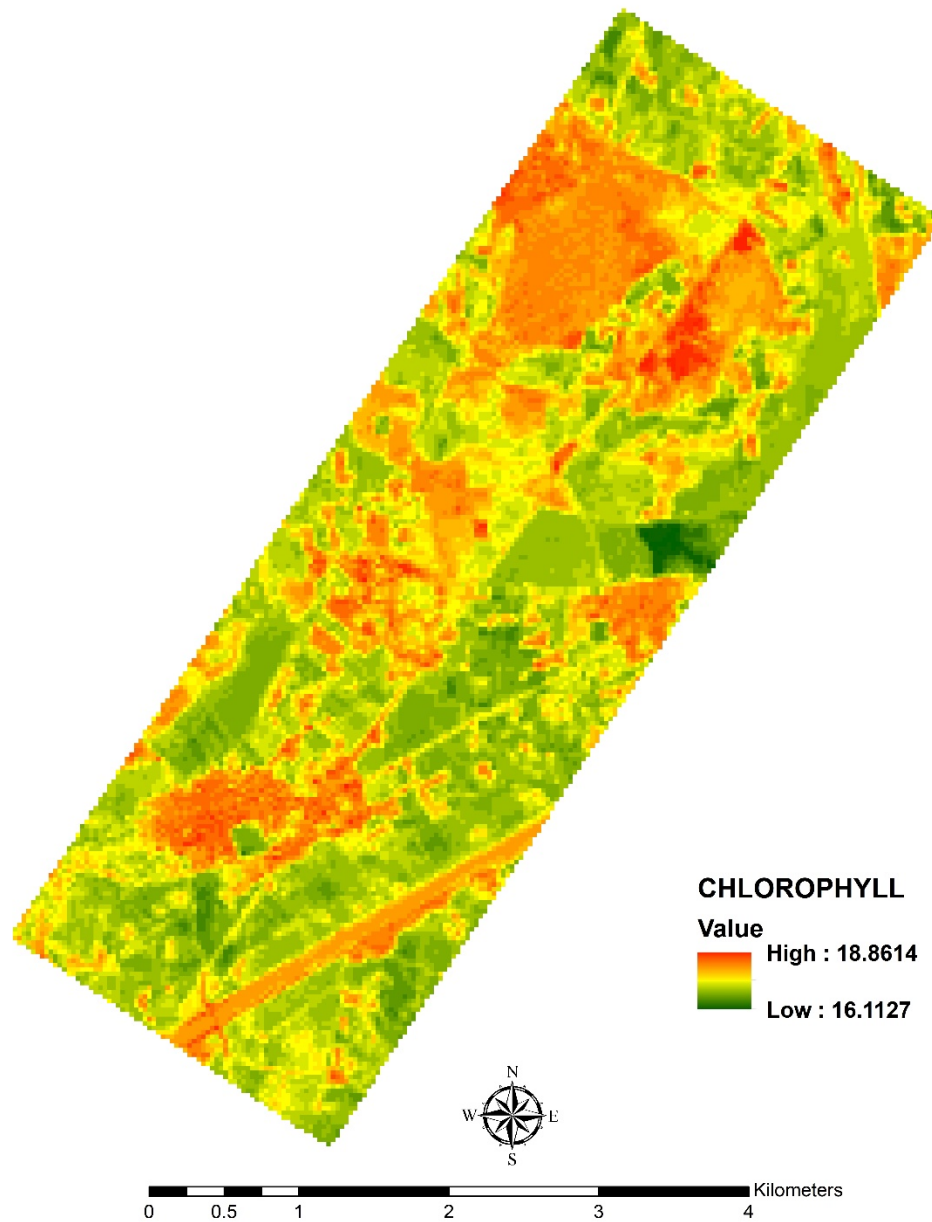 CHLOROPHYLL
Value
High : 18.8614
Low : 16.1127
N
W E
S
Kilometers
0 0.5 1 2 3 4